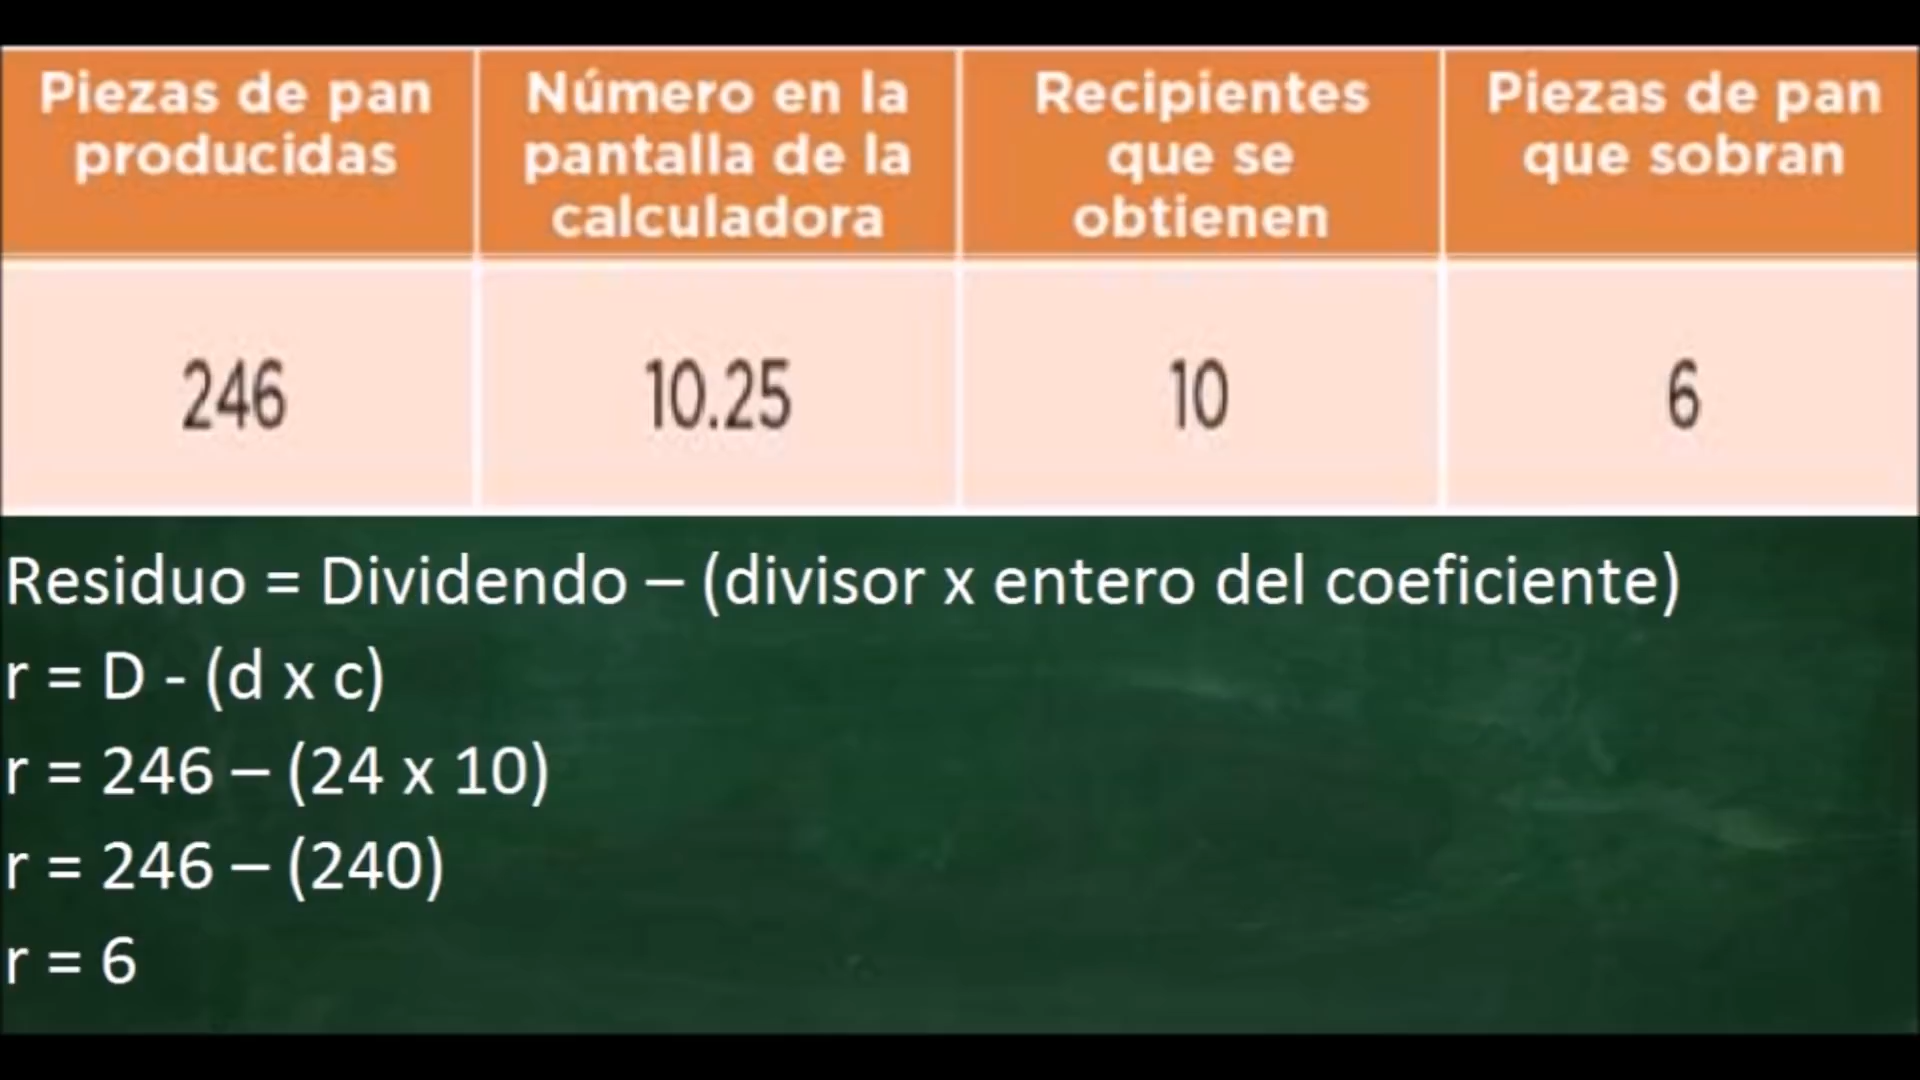 Piezas de pan
producidas
Número en la
pantalla de la
calculadora
Recipientes
que se
obtienen
Piezas de pan
que sobran
246
10.25
10
6
Residuo = Dividendo – (divisor x entero del coeficiente)
r = D - (d x c)
r = 246 – (24 x 10)
r = 246 – (240)
r = 6